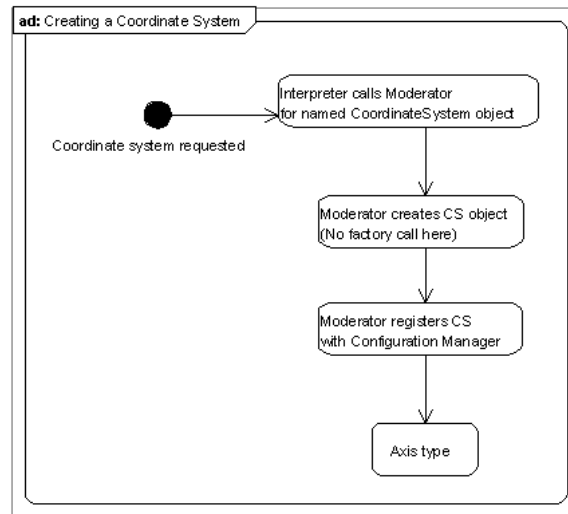 ad: Creating a Coordinate System
Interpreter calls Moderator
for named CoordinateSystem object
Coordinate system requested
Moderator creates CS object
(No factory call here)
Moderator registers CS
with Configuration Manager
Axis type